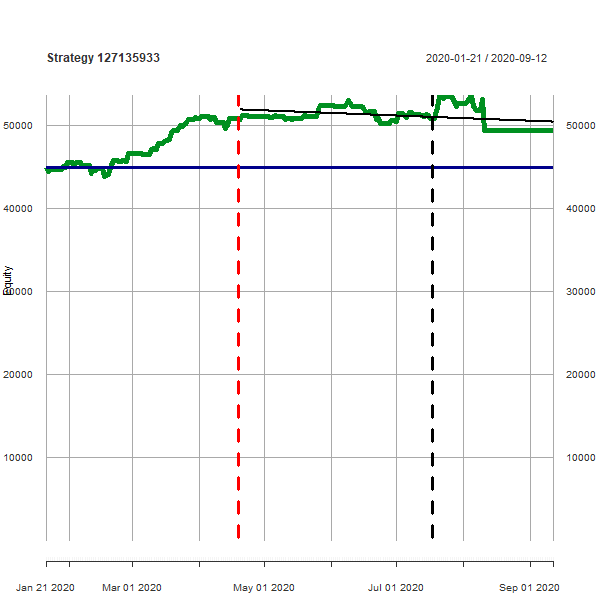 Strategy 127135933
2020-01-21 / 2020-09-12
50000 50000
40000 40000
Equity
30000 30000
20000 20000
10000 10000
Jan 21 2020 Mar 01 2020 May 01 2020 Jul 01 2020 Sep 01 2020